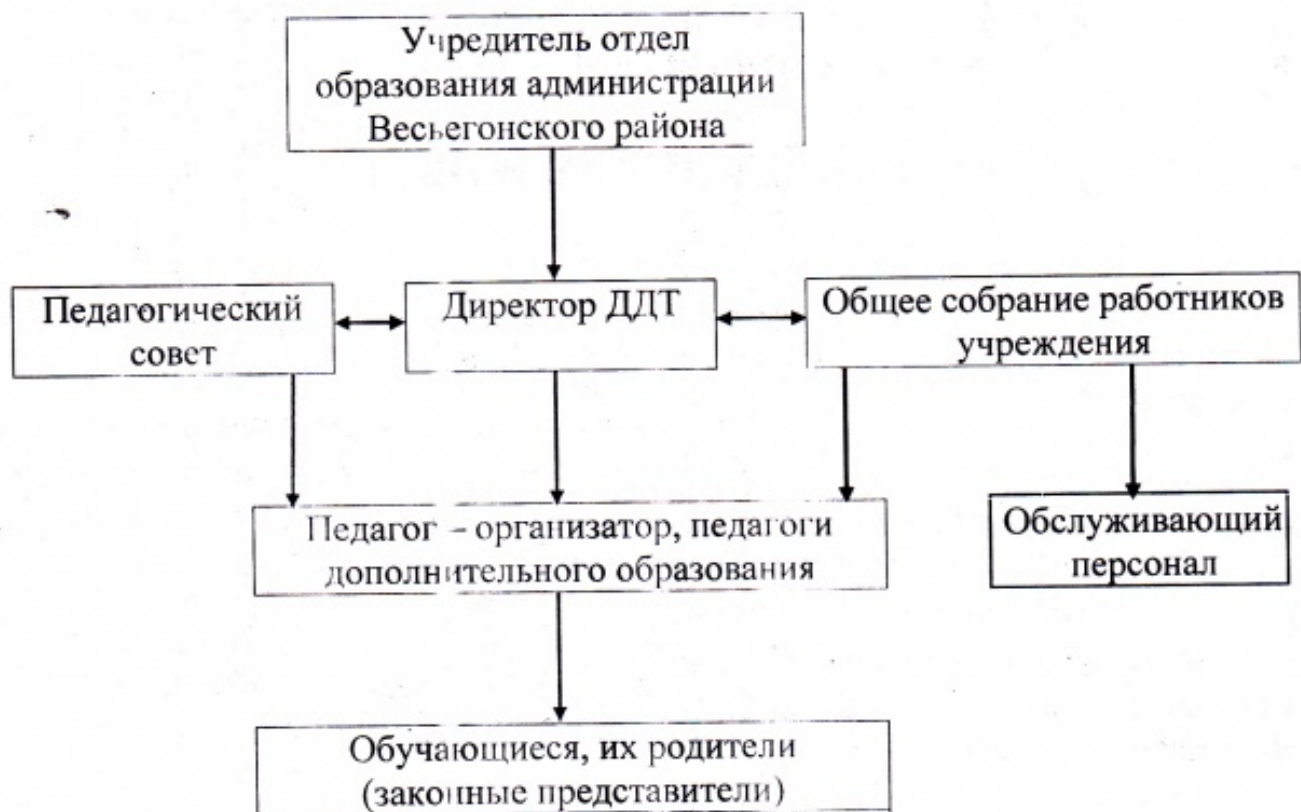 Учредитель отдел
образования администрации
Весьегонского района
Педагогический
совет
Директор ДДТ
Общее собрание работников
учреждения
Педагог – организатор, педагоги
дополнительного образования
Обслуживающий
персонал
Обучающиеся, их родители
(законные представители)